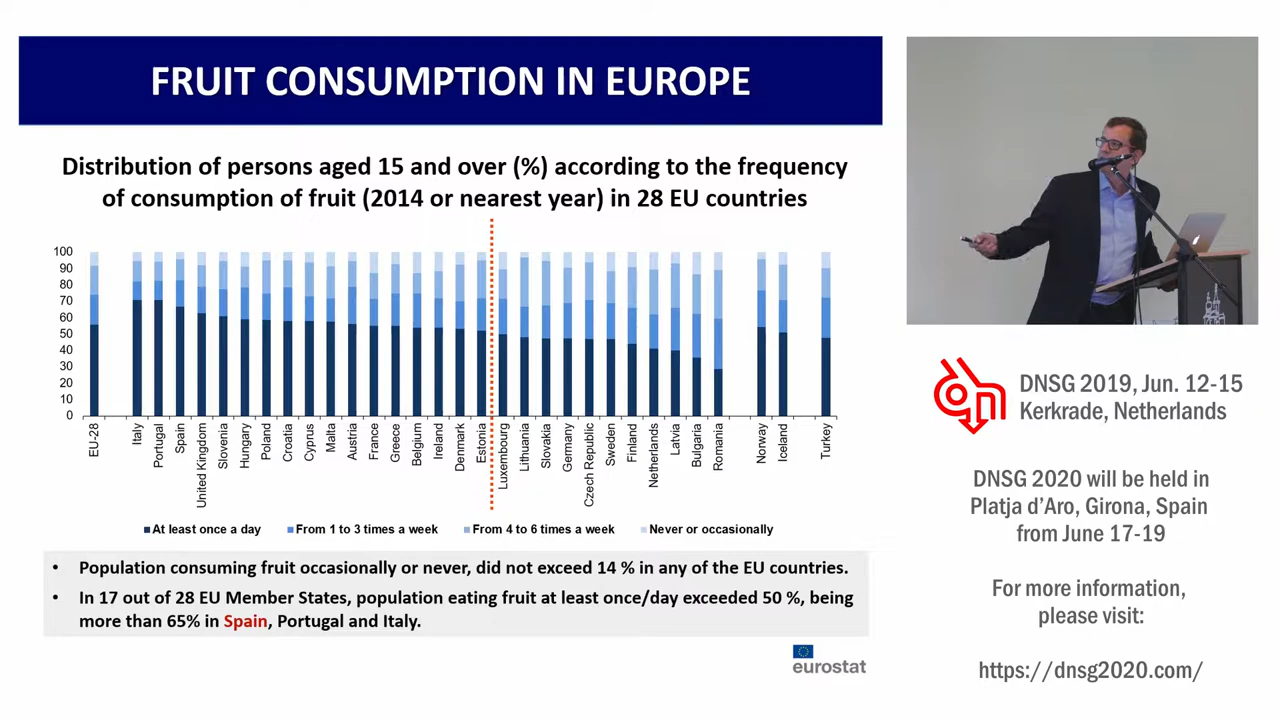 FRUIT CONSUMPTION IN EUROPE
Distribution of persons aged 15 and over (%) according to the frequency
of consumption of fruit (2014 or nearest year) in 28 EU countries
100
90
80
70
60
50
40
30
20
10
0
EU-28
Italy
Portugal
Spain
United Kingdom
Slovenia
Hungary
Poland
Croatia
Cyprus
Malta
Austria
France
Greece
Belgium
Ireland
Denmark
Estonia
Luxembourg
Lithuania
Slovakia
Germany
Czech Republic
Sweden
Finland
Netherlands
Latvia
Bulgaria
Romania
Norway
Iceland
Turkey
At least once a day
From 1 to 3 times a week
From 4 to 6 times a week
Never or occasionally
• Population consuming fruit occasionally or never, did not exceed 14 % in any of the EU countries.
• In 17 out of 28 EU Member States, population eating fruit at least once/day exceeded 50 %, being
more than 65% in Spain, Portugal and Italy.
eurostat
DNSG 2019, Jun. 12-15
Kerkrade, Netherlands
DNSG 2020 will be held in
Platja d'Aro, Girona, Spain
from June 17-19
For more information,
please visit:
https://dnsg2020.com/